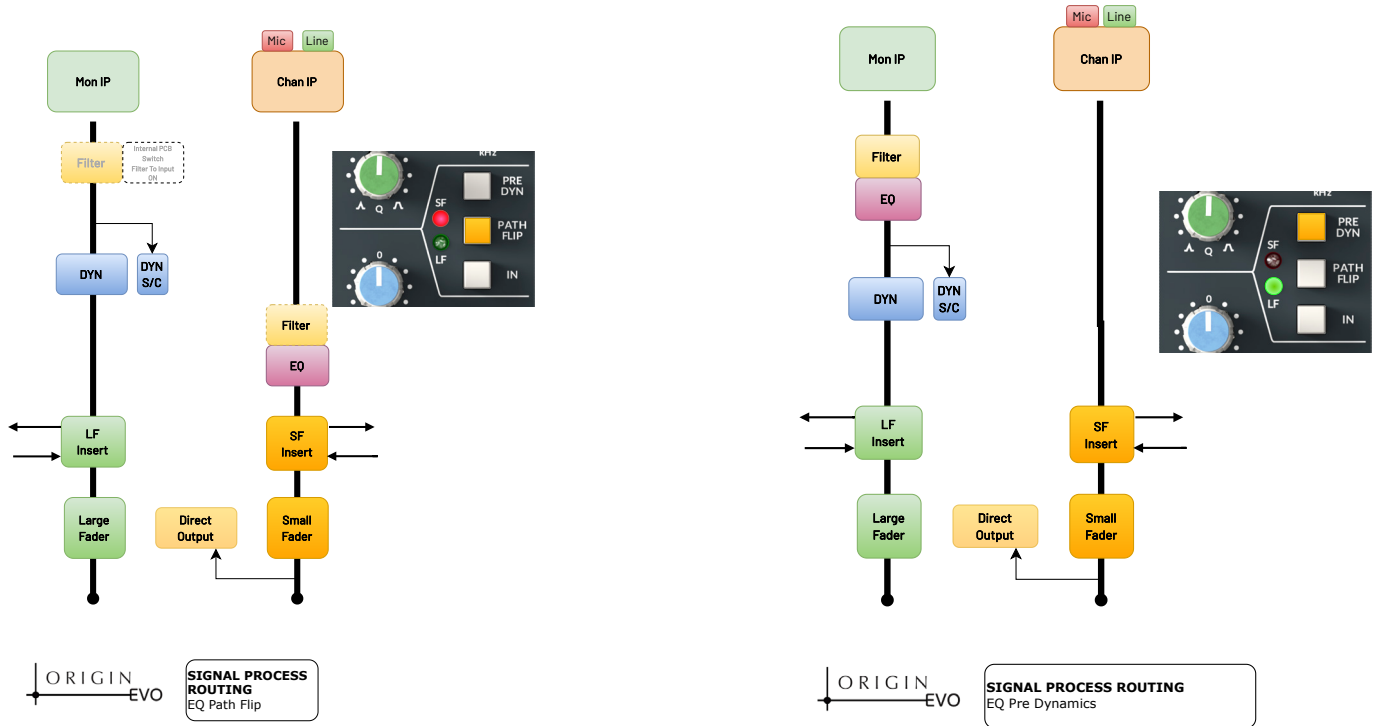 Mic
Line
Mon IP
Chan IP
Filter
Internal PCB
Switch
Filter To Input
ON
DYN
DYN
S/C
Filter
EQ
LF
Insert
SF
Insert
Large
Fader
Direct
Output
Small
Fader
kHz
PRE
DYN
SF
Q
PATH
FLIP
LF
0
IN
ORIGIN
EVO
SIGNAL PROCESS
ROUTING
EQ Path Flip
Mic
Line
Mon IP
Chan IP
Filter
EQ
DYN
DYN
S/C
LF
Insert
SF
Insert
Large
Fader
Direct
Output
Small
Fader
kHz
PRE
DYN
SF
Q
PATH
FLIP
LF
0
IN
ORIGIN
EVO
SIGNAL PROCESS ROUTING
EQ Pre Dynamics